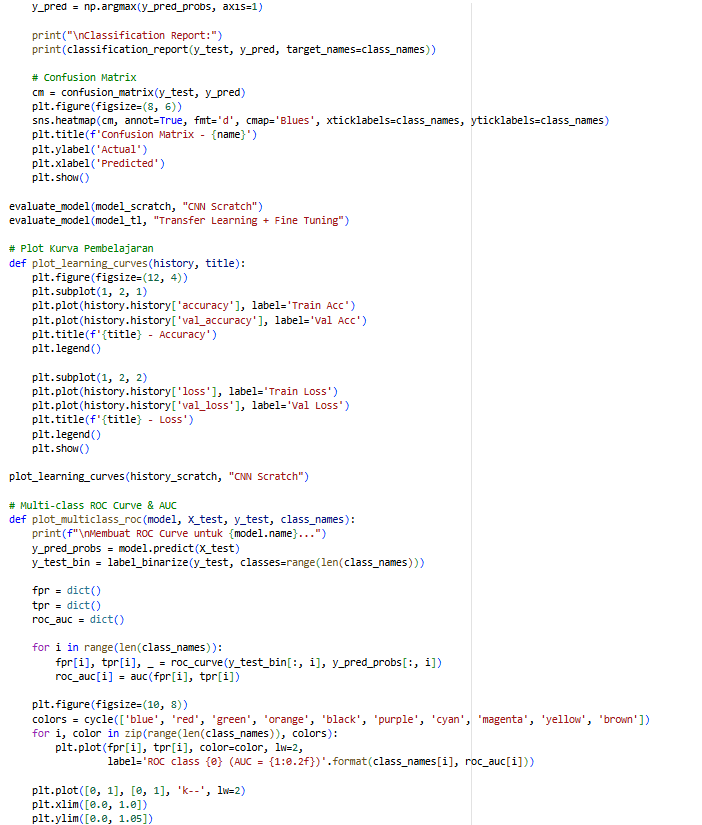 y_pred = np.argmax(y_pred_probs, axis=1)
print("\nClassification Report:")
print(classification_report(y_test, y_pred, target_names=class_names))
# Confusion Matrix
cm = confusion_matrix(y_test, y_pred)
plt.figure(figsize=(8, 6))
sns.heatmap(cm, annot=True, fmt='d', cmap='Blues', xticklabels=class_names, yticklabels=class_names)
plt.title(f'Confusion Matrix - {name}')
plt.ylabel('Actual')
plt.xlabel('Predicted')
plt.show()
evaluate_model(model_scratch, "CNN Scratch")
evaluate_model(model_tl, "Transfer Learning + Fine Tuning")
# Plot Kurva Pembelajaran
def plot_learning_curves(history, title):
plt.figure(figsize=(12, 4))
plt.subplot(1, 2, 1)
plt.plot(history.history['accuracy'], label='Train Acc')
plt.plot(history.history['val_accuracy'], label='Val Acc')
plt.title(f'{title} - Accuracy')
plt.legend()
plt.subplot(1, 2, 2)
plt.plot(history.history['loss'], label='Train Loss')
plt.plot(history.history['val_loss'], label='Val Loss')
plt.title(f'{title} - Loss')
plt.legend()
plt.show()
plot_learning_curves(history_scratch, "CNN Scratch")
# Multi-class ROC Curve & AUC
def plot_multiclass_roc(model, X_test, y_test, class_names):
print(f"\nMembuat ROC Curve untuk {model.name}...")
y_pred_probs = model.predict(X_test)
y_test_bin = label_binarize(y_test, classes=range(len(class_names)))
fpr = dict()
tpr = dict()
roc_auc = dict()
for i in range(len(class_names)):
fpr[i], tpr[i], _ = roc_curve(y_test_bin[:, i], y_pred_probs[:, i])
roc_auc[i] = auc(fpr[i], tpr[i])
plt.figure(figsize=(10, 8))
colors = cycle(['blue', 'red', 'green', 'orange', 'black', 'purple', 'cyan', 'magenta', 'yellow', 'brown'])
for i, color in zip(range(len(class_names)), colors):
plt.plot(fpr[i], tpr[i], color=color, lw=2,
label='ROC class {0} (AUC = {1:0.2f})'.format(class_names[i], roc_auc[i]))
plt.plot([0, 1], [0, 1], 'k--', lw=2)
plt.xlim([0.0, 1.0])
plt.ylim([0.0, 1.05])